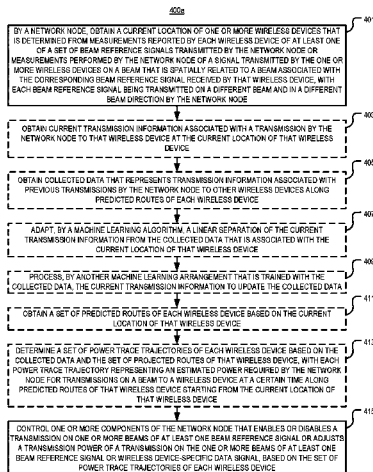 400a
401
BY A NETWORK NODE, OBTAIN A CURRENT LOCATION OF ONE OR MORE WIRELESS DEVICES THAT
IS DETERMINED FROM MEASUREMENTS REPORTED BY EACH WIRELESS DEVICE OF AT LEAST ONE
OF A SET OF BEAM REFERENCE SIGNALS TRANSMITTED BY THE NETWORK NODE OR
MEASUREMENTS PERFORMED BY THE NETWORK NODE OF A SIGNAL TRANSMITTED BY THE ONE OR
MORE WIRELESS DEVICES ON A BEAM THAT IS SPATIALLY RELATED TO A BEAM ASSOCIATED WITH
THE CORRESPONDING BEAM REFERENCE SIGNAL RECEIVED BY THAT WIRELESS DEVICE, WITH
EACH BEAM REFERENCE SIGNAL BEING TRANSMITTED ON A DIFFERENT BEAM AND IN A
DIFFERENT BEAM DIRECTION BY THE NETWORK NODE
403
OBTAIN CURRENT TRANSMISSION INFORMATION ASSOCIATED WITH A TRANSMISSION BY THE
NETWORK NODE TO THAT WIRELESS DEVICE AT THE CURRENT LOCATION OF THAT WIRELESS
DEVICE
405
OBTAIN COLLECTED DATA THAT REPRESENTS TRANSMISSION INFORMATION ASSOCIATED WITH
PREVIOUS TRANSMISSIONS BY THE NETWORK NODE TO OTHER WIRELESS DEVICES ALONG
PREDICTED ROUTES OF EACH WIRELESS DEVICE
407
ADAPT, BY A MACHINE LEARNING ALGORITHM, A LINEAR SEPARATION OF THE CURRENT
TRANSMISSION INFORMATION FROM THE COLLECTED DATA THAT IS ASSOCIATED WITH THE
CURRENT LOCATION OF THAT WIRELESS DEVICE
409
PROCESS, BY ANOTHER MACHINE LEARNING ARRANGEMENT THAT IS TRAINED WITH THE
COLLECTED DATA, THE CURRENT TRANSMISSION INFORMATION TO UPDATE THE COLLECTED DATA
411
OBTAIN A SET OF PREDICTED ROUTES OF EACH WIRELESS DEVICE BASED ON THE CURRENT
LOCATION OF THAT WIRELESS DEVICE
413
DETERMINE A SET OF POWER TRACE TRAJECTORIES OF EACH WIRELESS DEVICE BASED ON THE
COLLECTED DATA AND THE SET OF PROJECTED ROUTES OF THAT WIRELESS DEVICE, WITH EACH
POWER TRACE TRAJECTORY REPRESENTING AN ESTIMATED POWER REQUIRED BY THE NETWORK
NODE FOR TRANSMISSIONS ON A BEAM TO A WIRELESS DEVICE AT A CERTAIN TIME ALONG
PREDICTED ROUTES OF THAT WIRELESS DEVICE STARTING FROM THE CURRENT LOCATION OF
THAT WIRELESS DEVICE
415
CONTROL ONE OR MORE COMPONENTS OF THE NETWORK NODE THAT ENABLES OR DISABLES A
TRANSMISSION ON ONE OR MORE BEAMS OF AT LEAST ONE BEAM REFERENCE SIGNAL OR ADJUSTS
A TRANSMISSION POWER OF A TRANSMISSION ON THE ONE OR MORE BEAMS OF AT LEAST ONE
BEAM REFERENCE SIGNAL OR WIRELESS DEVICE-SPECIFIC DATA SIGNAL, BASED ON THE SET OF
POWER TRACE TRAJECTORIES OF EACH WIRELESS DEVICE